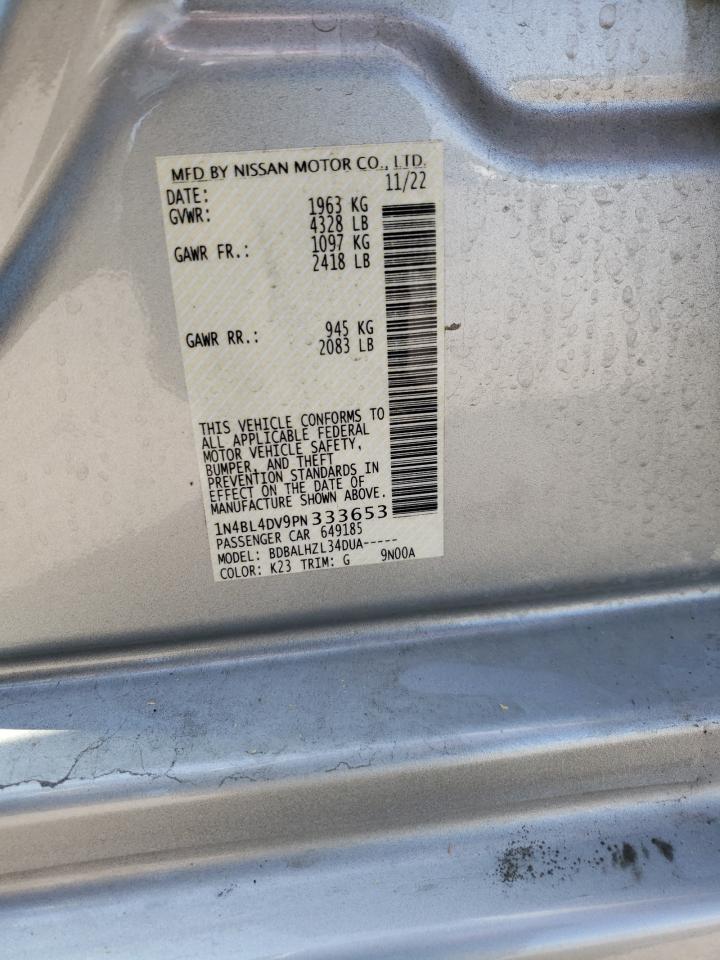 MFD BY NISSAN MOTOR CO., LTD.
DATE: 11/22
GVWR: 1963 KG
4328 LB
GAWR FR.: 1097 KG
2418 LB
GAWR RR.: 945 KG
2083 LB
THIS VEHICLE CONFORMS TO
ALL APPLICABLE FEDERAL
MOTOR VEHICLE SAFETY,
BUMPER, AND THEFT
PREVENTION STANDARDS IN
EFFECT ON THE DATE OF
MANUFACTURE SHOWN ABOVE.
1N4BL4DV9PN333653
PASSENGER CAR 649185
MODEL: BDBALHZL34DUA-----
COLOR: K23 TRIM: G 9N00A